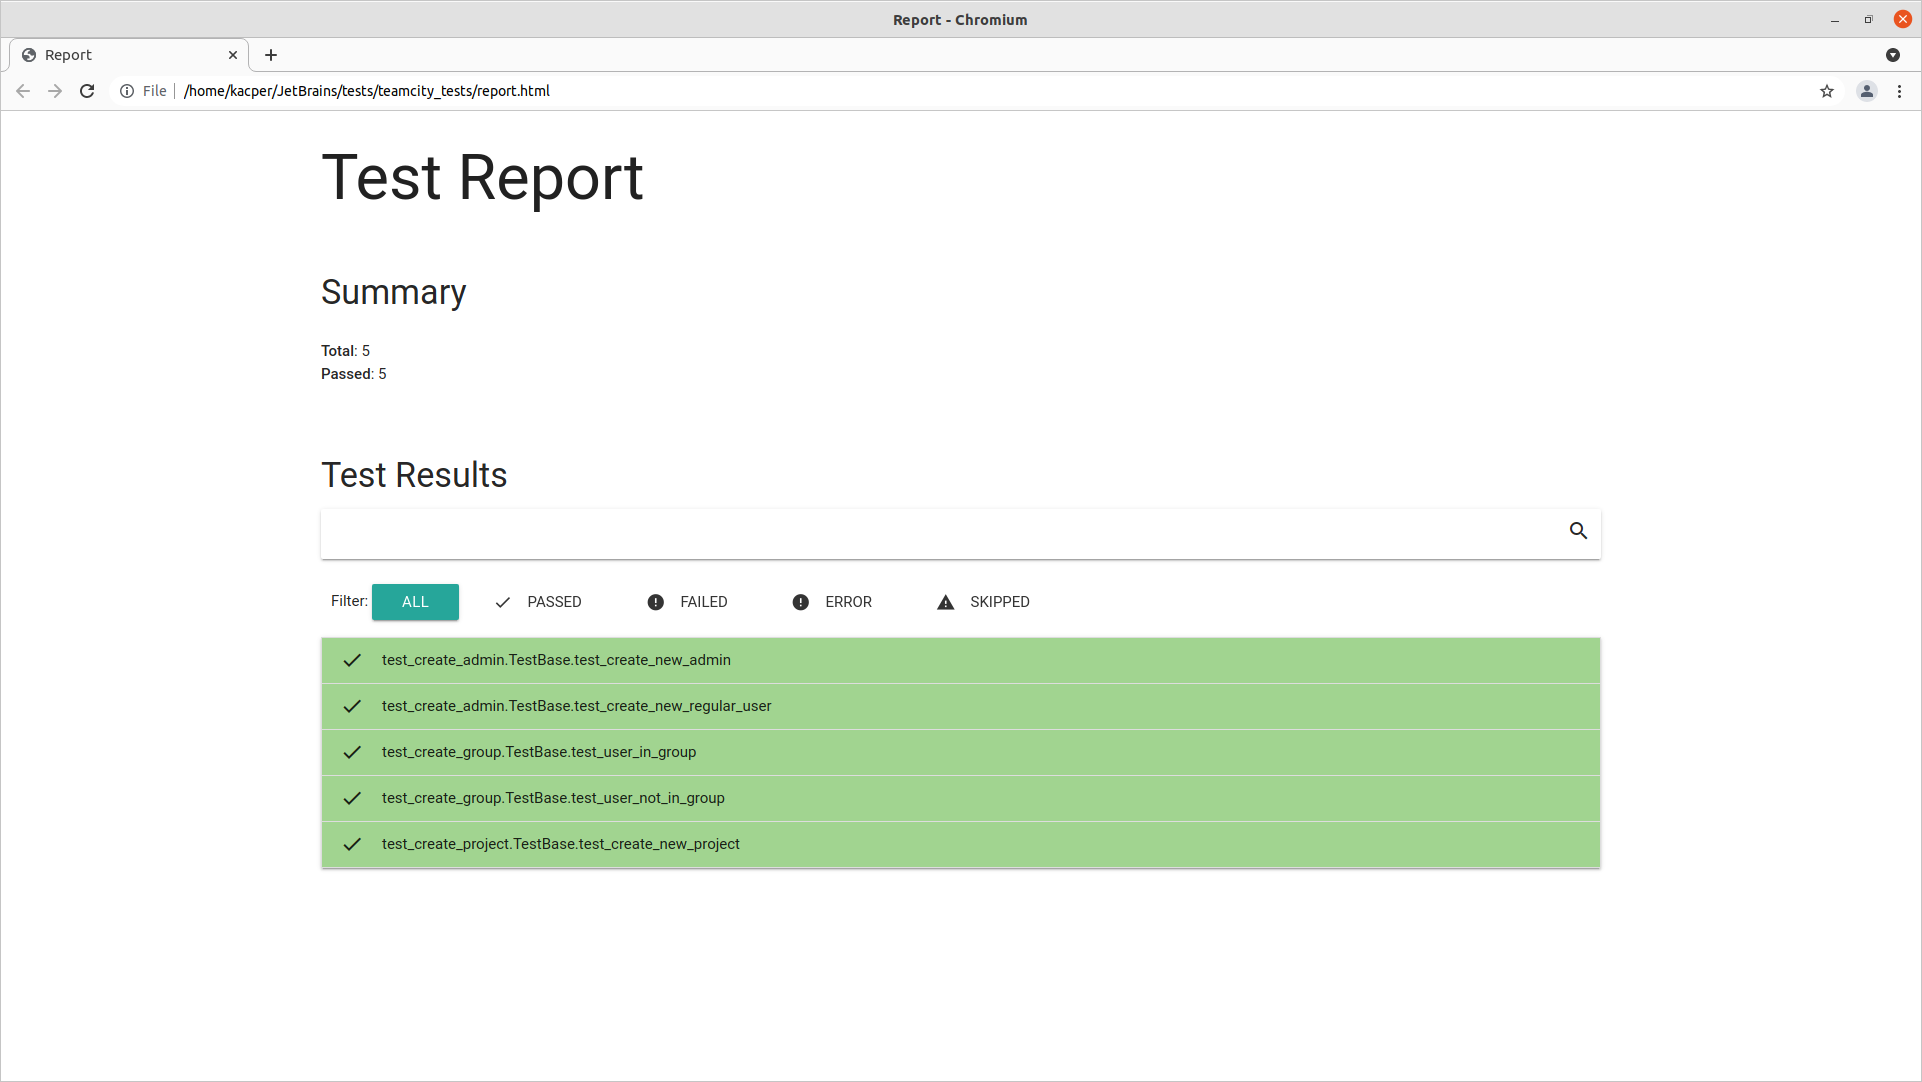 Report - Chromium
Report
File /home/kacper/JetBrains/tests/teamcity_tests/report.html
Test Report
Summary
Total: 5
Passed: 5
Test Results
Filter: ALL PASSED FAILED ERROR SKIPPED
test_create_admin.TestBase.test_create_new_admin
test_create_admin.TestBase.test_create_new_regular_user
test_create_group.TestBase.test_user_in_group
test_create_group.TestBase.test_user_not_in_group
test_create_project.TestBase.test_create_new_project